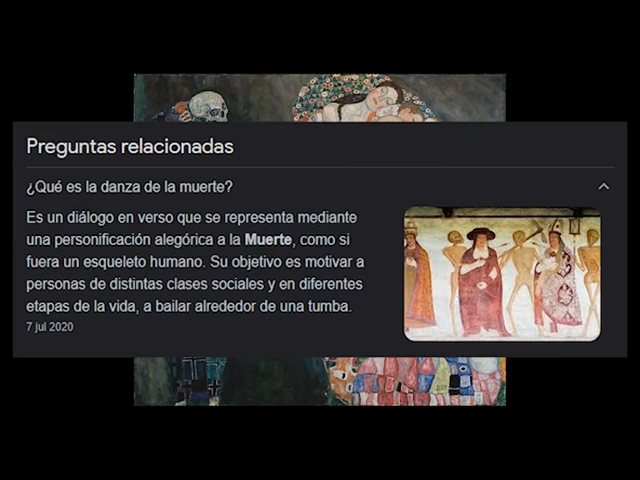 Preguntas relacionadas
¿Qué es la danza de la muerte?
Es un diálogo en verso que se representa mediante
una personificación alegórica a la Muerte, como si
fuera un esqueleto humano. Su objetivo es motivar a
personas de distintas clases sociales y en diferentes
etapas de la vida, a bailar alrededor de una tumba.
7 jul 2020